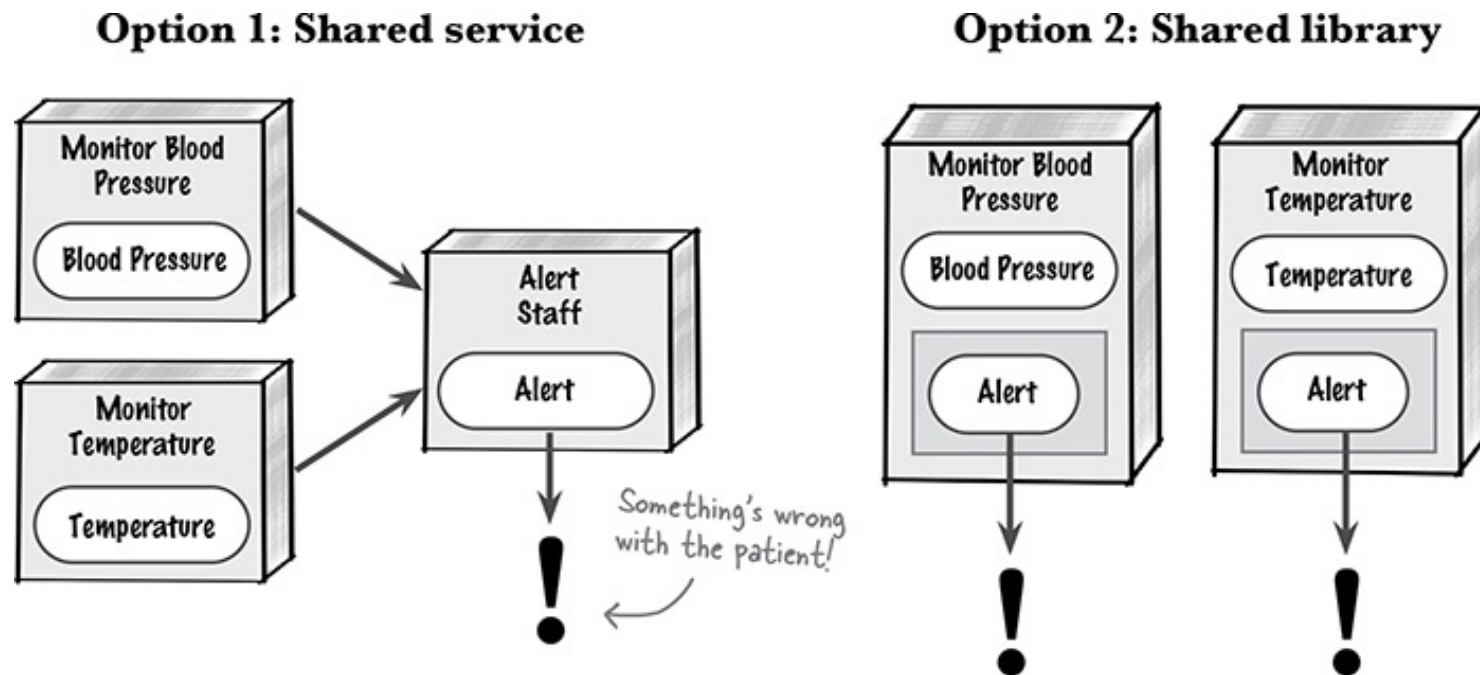 Option 1: Shared service
Monitor Blood
Pressure
Blood Pressure
Monitor
Temperature
Temperature
Alert
Staff
Alert
Something's wrong
with the patient!
!
Option 2: Shared library
Monitor Blood
Pressure
Blood Pressure
Alert
!
Monitor
Temperature
Temperature
Alert
!